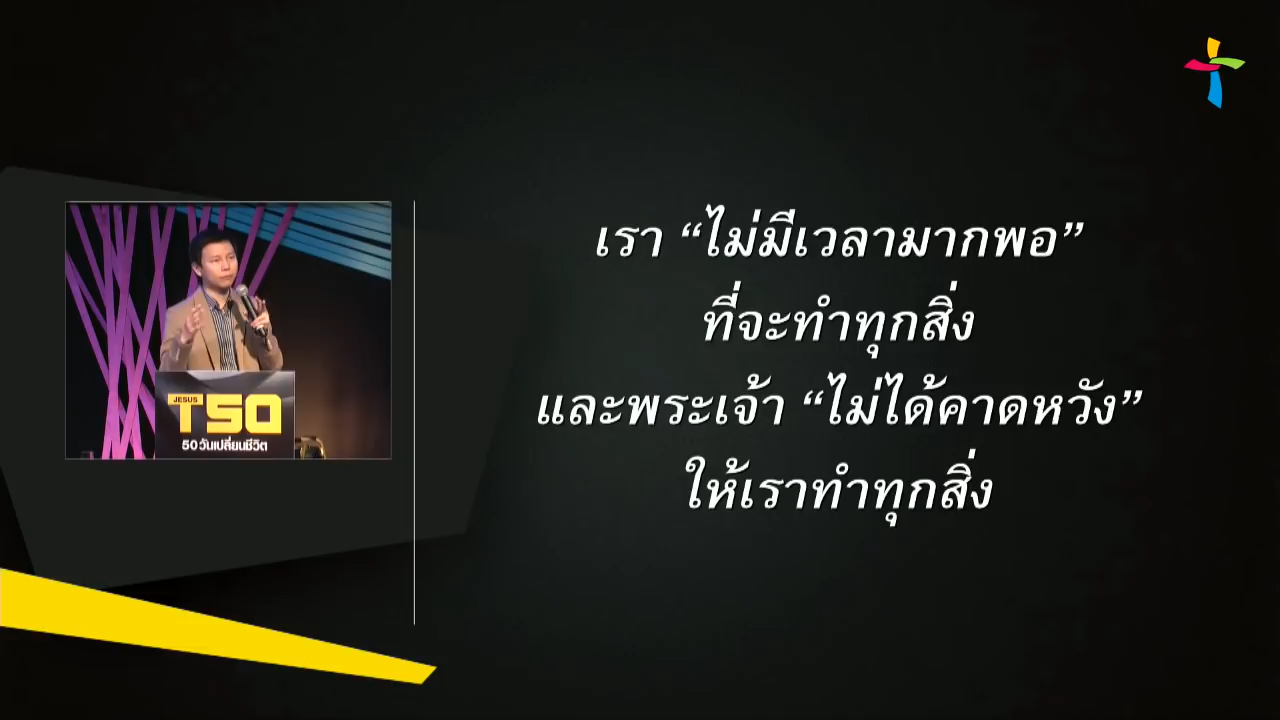 เรา “ไม่มีเวลามากพอ”
ที่จะทำทุกสิ่ง
และพระเจ้า “ไม่ได้คาดหวัง”
ให้เราทำทุกสิ่ง
JESUS
T50
50 วันเปลี่ยนชีวิต